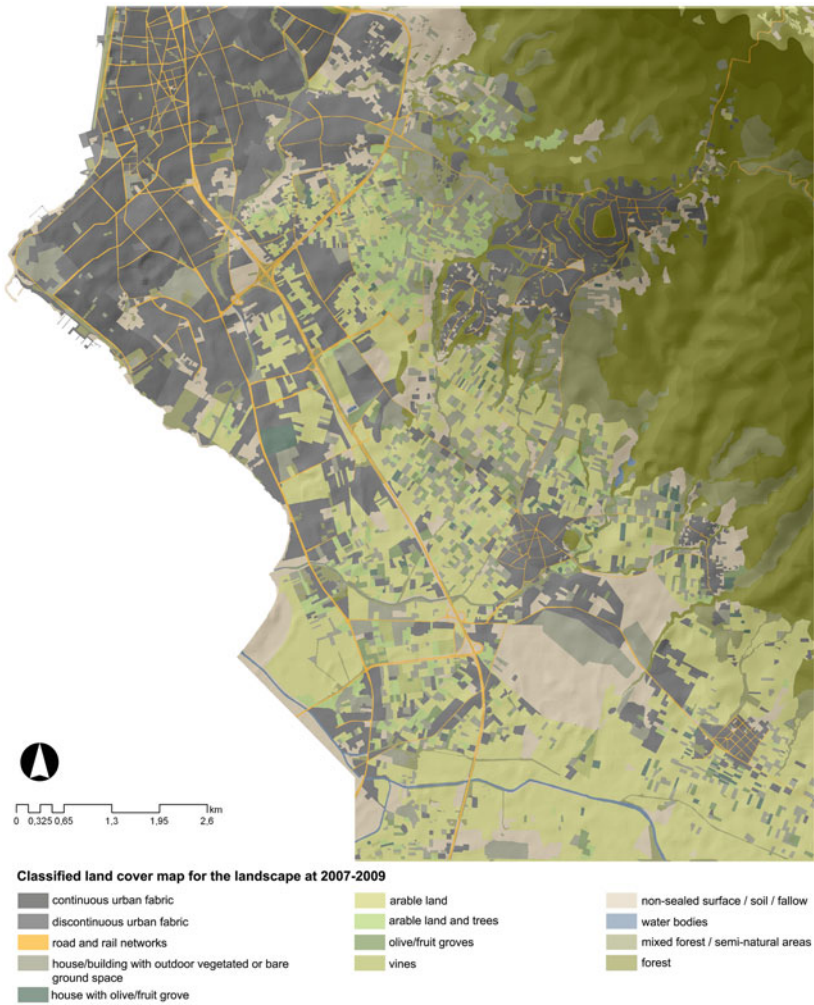 km
0 0,325 0,65 1,3 1,95 2,6
Classified land cover map for the landscape at 2007-2009
continuous urban fabric
discontinuous urban fabric
road and rail networks
house/building with outdoor vegetated or bare
ground space
house with olive/fruit grove
arable land
arable land and trees
olive/fruit groves
vines
non-sealed surface / soil / fallow
water bodies
mixed forest / semi-natural areas
forest